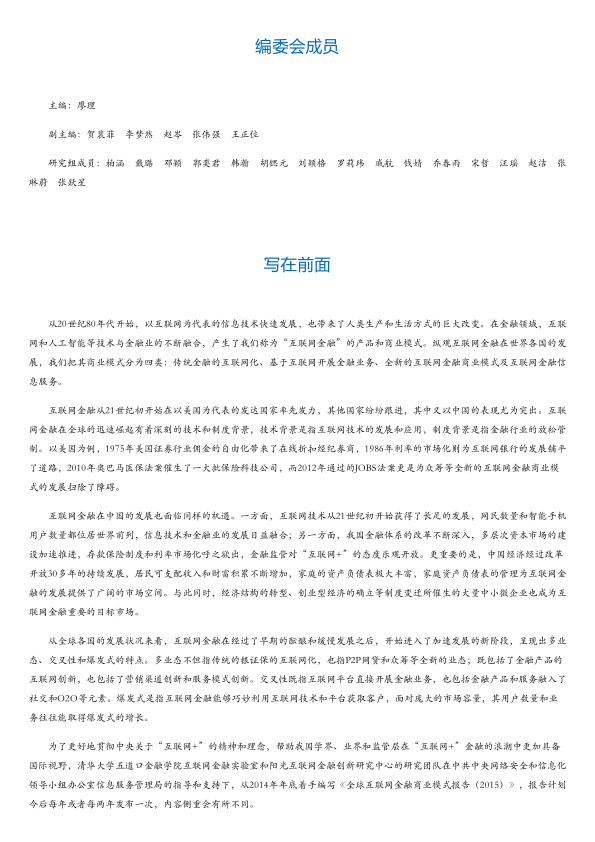 编委会成员
主编：廖理
副主编：贺裴菲 李梦然 赵岑 张伟强 王正位
研究组成员：柏涵 戴璐 邓颖 郭奕君 韩瀚 胡鳃元 刘颖格 罗莉玮 戚航 钱婧 乔春雨 宋哲 汪瑶 赵洁 张
琳蔚 张跃星
写在前面
从20世纪80年代开始，以互联网为代表的信息技术快速发展，也带来了人类生产和生活方式的巨大改变。在金融领域，互联
网和人工智能等技术与金融业的不断融合，产生了我们称为“互联网金融”的产品和商业模式。纵观互联网金融在世界各国的发
展，我们把其商业模式分为四类：传统金融的互联网化、基于互联网开展金融业务、全新的互联网金融商业模式及互联网金融信
息服务。
互联网金融从21世纪初开始在以美国为代表的发达国家率先发力，其他国家纷纷跟进，其中又以中国的表现尤为突出。互联
网金融在全球的迅速崛起有着深刻的技术和制度背景，技术背景是指互联网技术的发展和应用，制度背景是指金融行业的放松管
制。以美国为例，1975年美国证券行业佣金的自由化带来了在线折扣经纪券商，1986年利率的市场化则为互联网银行的发展铺平
了道路，2010年奥巴马医保法案催生了一大批保险科技公司，而2012年通过的JOBS法案更是为众筹等全新的互联网金融商业模
式的发展扫除了障碍。
互联网金融在中国的发展也面临同样的机遇。一方面，互联网技术从21世纪初开始获得了长足的发展，网民数量和智能手机
用户数量都位居世界前列，信息技术和金融业的发展日益融合；另一方面，我国金融体系的改革不断深入，多层次资本市场的建
设加速推进，存款保险制度和利率市场化呼之欲出，金融监管对“互联网+”的态度乐观开放。更重要的是，中国经济经过改革
开放30多年的持续发展，居民可支配收入和财富积累不断增加，家庭的资产负债表极大丰富，家庭资产负债表的管理为互联网金
融的发展提供了广阔的市场空间。与此同时，经济结构的转型、创业型经济的确立等制度变迁所催生的大量中小微企业也成为互
联网金融重要的目标市场。
从全球各国的发展状况来看，互联网金融在经过了早期的酝酿和缓慢发展之后，开始进入了加速发展的新阶段，呈现出多业
态、交叉性和爆发式的特点。多业态不但指传统的银证保的互联网化，也指P2P网贷和众筹等全新的业态；既包括了金融产品的
互联网创新，也包括了营销渠道创新和服务模式创新。交叉性既指互联网平台直接开展金融业务，也包括金融产品和服务融入了
社交和O2O等元素。爆发式是指互联网金融能够巧妙利用互联网技术和平台获取客户，面对庞大的市场容量，其用户数量和业
务往往能取得爆发式的增长。
为了更好地贯彻中央关于“互联网+”的精神和理念，帮助我国学界、业界和监管层在“互联网+”金融的浪潮中更加具备
国际视野，清华大学五道口金融学院互联网金融实验室和阳光互联网金融创新研究中心的研究团队在中共中央网络安全和信息化
领导小组办公室信息服务管理局的指导和支持下，从2014年年底着手编写《全球互联网金融商业模式报告（2015）》，报告计划
今后每年或者每两年发布一次，内容侧重会有所不同。